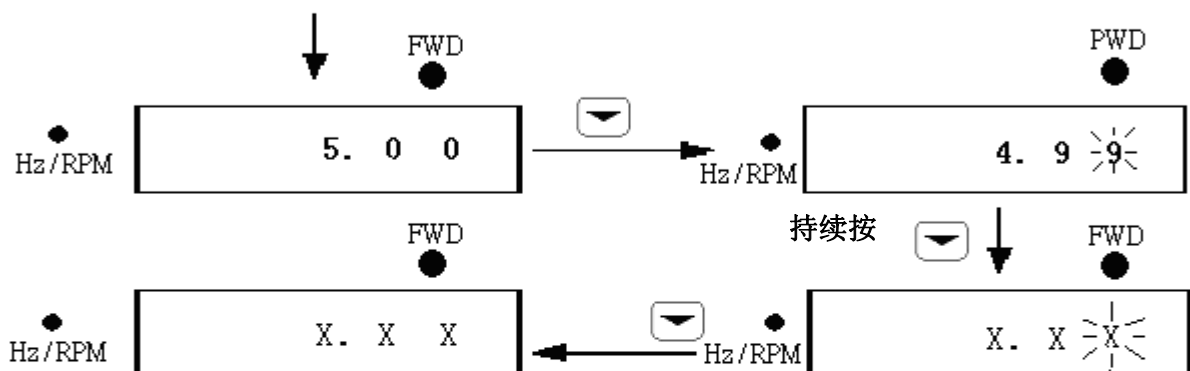 FWD
PWD
5. 0 0
4. 9 9
Hz/RPM
Hz/RPM
持续按
FWD
FWD
X. X X
X. X X
Hz/RPM
Hz/RPM